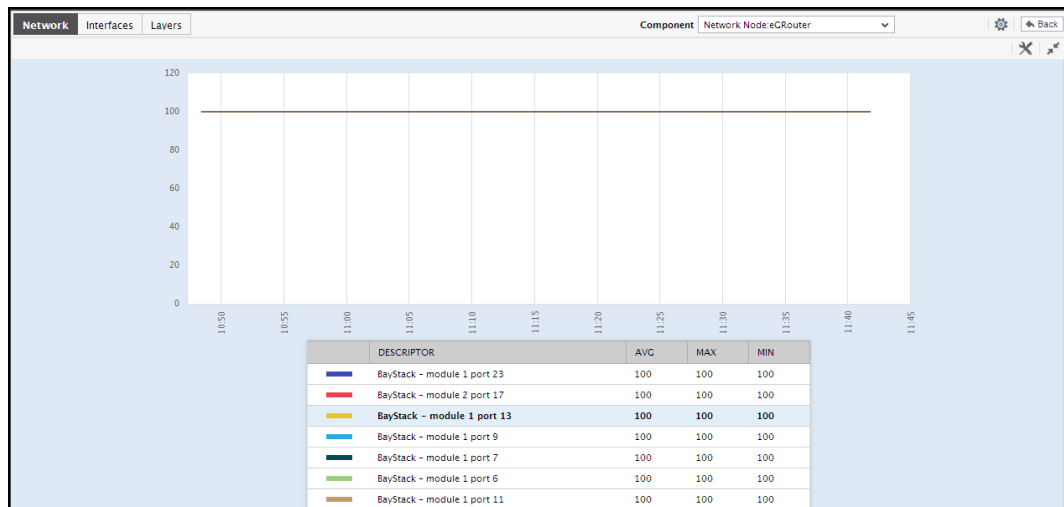 Network Interfaces Layers Component Network Node:eGRouter Back
120
100
80
60
40
20
0
10:50 10:55 11:00 11:05 11:10 11:15 11:20 11:25 11:30 11:35 11:40 11:45
DESCRIPTOR AVG MAX MIN
BayStack - module 1 port 23 100 100 100
BayStack - module 2 port 17 100 100 100
BayStack - module 1 port 13 100 100 100
BayStack - module 1 port 9 100 100 100
BayStack - module 1 port 7 100 100 100
BayStack - module 1 port 6 100 100 100
BayStack - module 1 port 11 100 100 100